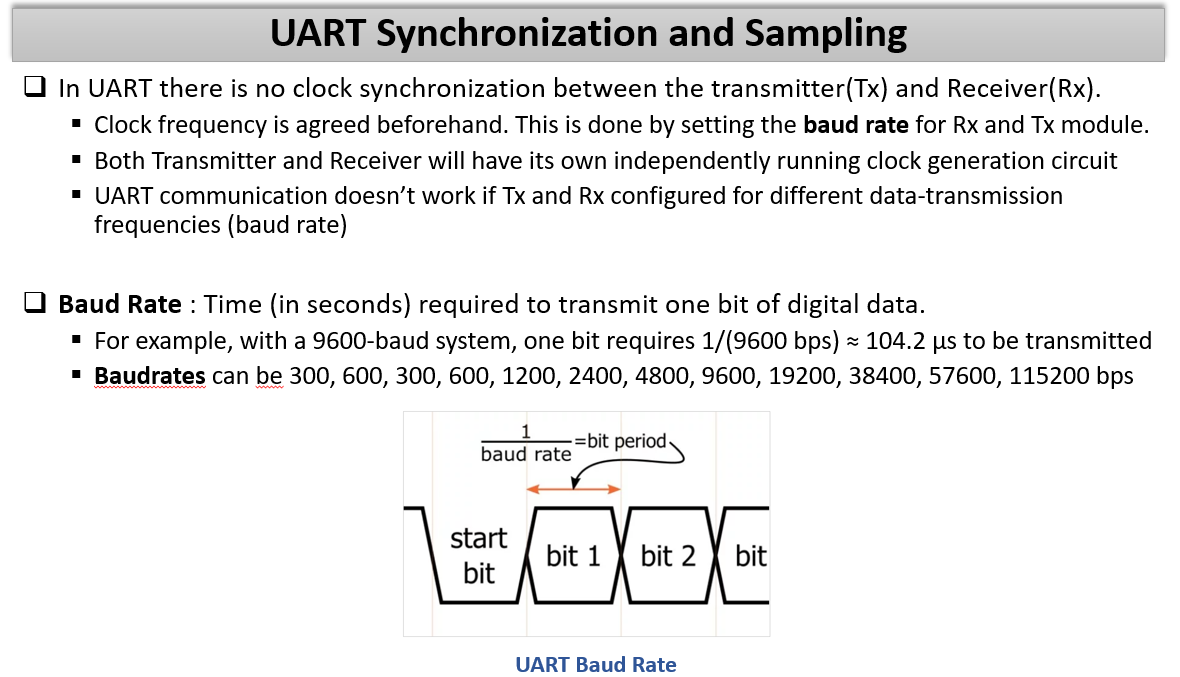 UART Synchronization and Sampling
❑ In UART there is no clock synchronization between the transmitter(Tx) and Receiver(Rx).
▪ Clock frequency is agreed beforehand. This is done by setting the baud rate for Rx and Tx module.
▪ Both Transmitter and Receiver will have its own independently running clock generation circuit
▪ UART communication doesn’t work if Tx and Rx configured for different data-transmission
frequencies (baud rate)
❑ Baud Rate : Time (in seconds) required to transmit one bit of digital data.
▪ For example, with a 9600-baud system, one bit requires 1/(9600 bps) ≈ 104.2 µs to be transmitted
▪ Baudrates can be 300, 600, 300, 600, 1200, 2400, 4800, 9600, 19200, 38400, 57600, 115200 bps
1
=bit period
baud rate
start
bit
bit 1
bit 2
bit
UART Baud Rate